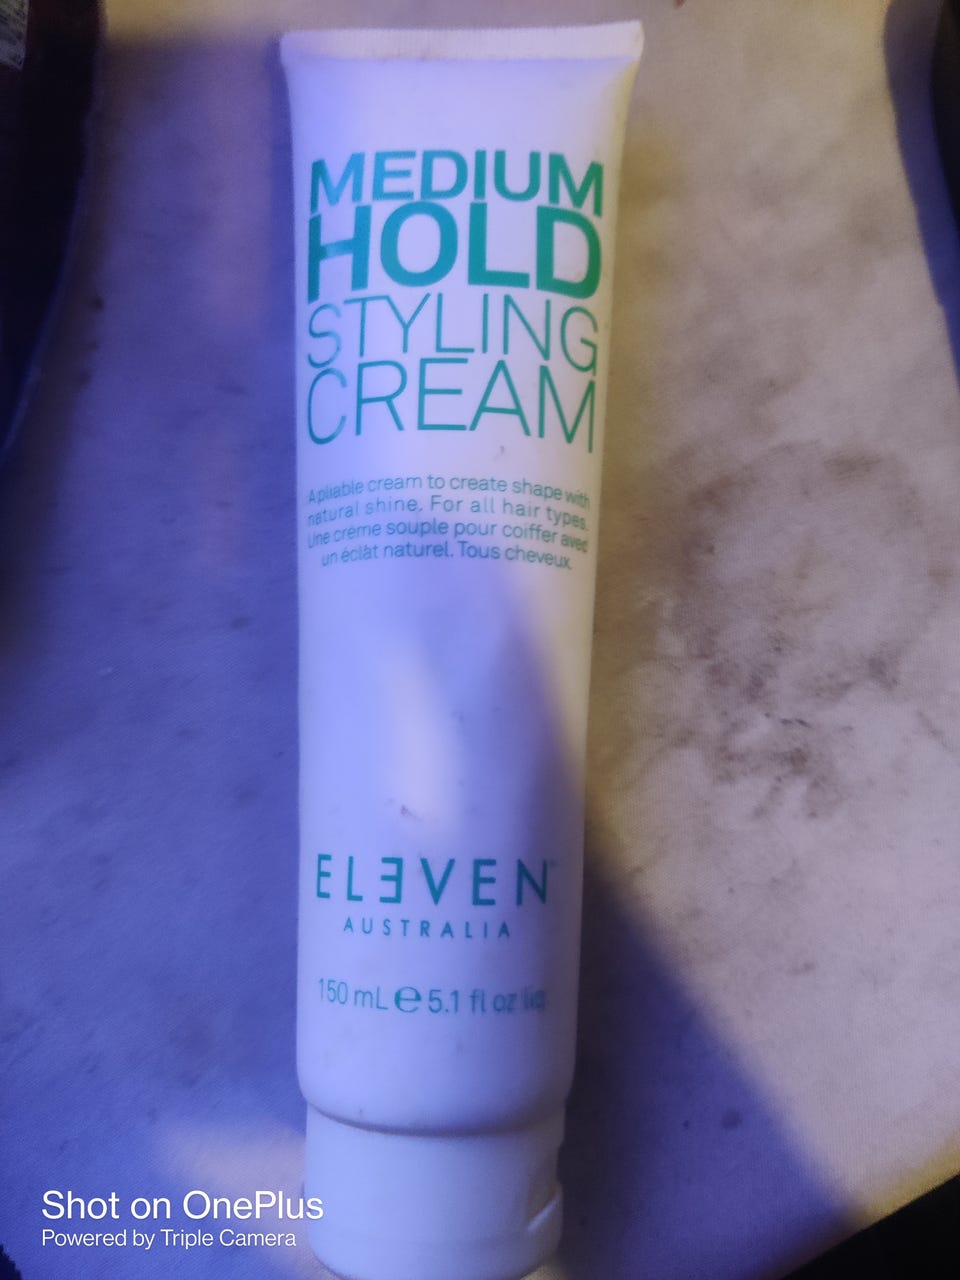 MEDIUM
HOLD
STYLING
CREAM
A pliable cream to create shape with
natural shine. For all hair types.
Une crème souple pour coiffer avec
un éclat naturel. Tous cheveux.
ELEVEN™
AUSTRALIA
150 mL ℮ 5.1 fl oz liq
Shot on OnePlus
Powered by Triple Camera